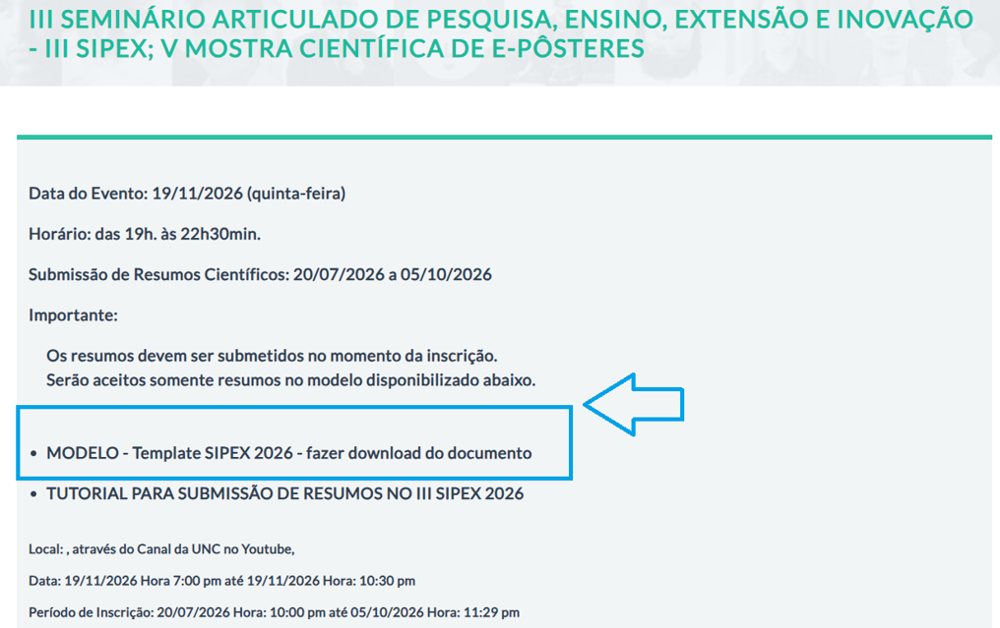 III SEMINÁRIO ARTICULADO DE PESQUISA, ENSINO, EXTENSÃO E INOVAÇÃO
- III SIPEX; V MOSTRA CIENTÍFICA DE E-PÔSTERES
Data do Evento: 19/11/2026 (quinta-feira)
Horário: das 19h. às 22h30min.
Submissão de Resumos Científicos: 20/07/2026 a 05/10/2026
Importante:
Os resumos devem ser submetidos no momento da inscrição.
Serão aceitos somente resumos no modelo disponibilizado abaixo.
• MODELO - Template SIPEX 2026 - fazer download do documento
• TUTORIAL PARA SUBMISSÃO DE RESUMOS NO III SIPEX 2026
Local: , através do Canal da UNC no Youtube,
Data: 19/11/2026 Hora 7:00 pm até 19/11/2026 Hora: 10:30 pm
Período de Inscrição: 20/07/2026 Hora: 10:00 pm até 05/10/2026 Hora: 11:29 pm